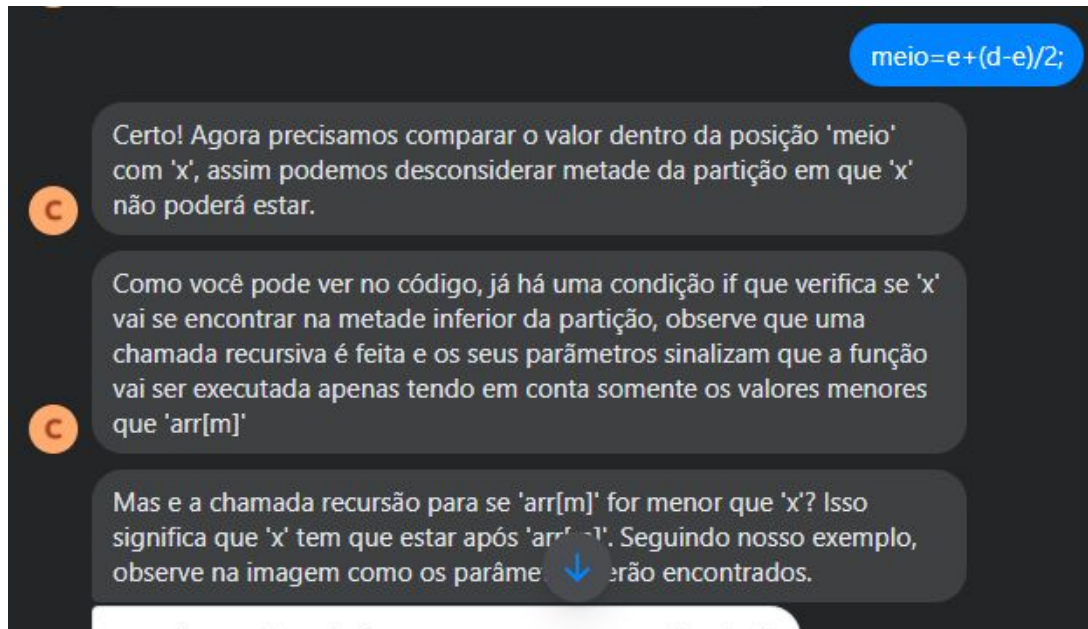 meio=e+(d-e)/2;
Certo! Agora precisamos comparar o valor dentro da posição 'meio'
com 'x', assim podemos desconsiderar metade da partição em que 'x'
não poderá estar.
C
Como você pode ver no código, já há uma condição if que verifica se 'x'
vai se encontrar na metade inferior da partição, observe que uma
chamada recursiva é feita e os seus parãmetros sinalizam que a função
vai ser executada apenas tendo em conta somente os valores menores
que 'arr[m]'
C
Mas e a chamada recursão para se 'arr[m]' for menor que 'x'? Isso
significa que 'x' tem que estar após Seguindo nosso exemplo,
observe na imagem como os encontrados.